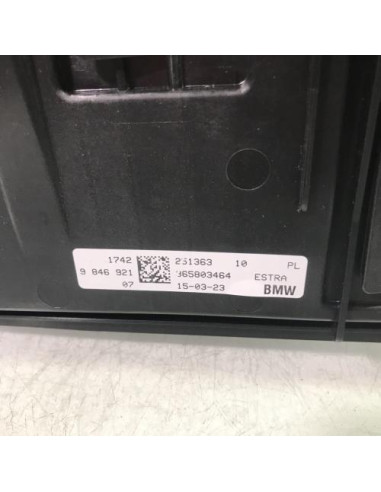 1742 231363 10 PL
9 846 921 365803464 ESTRA
07 15-03-23 BMW